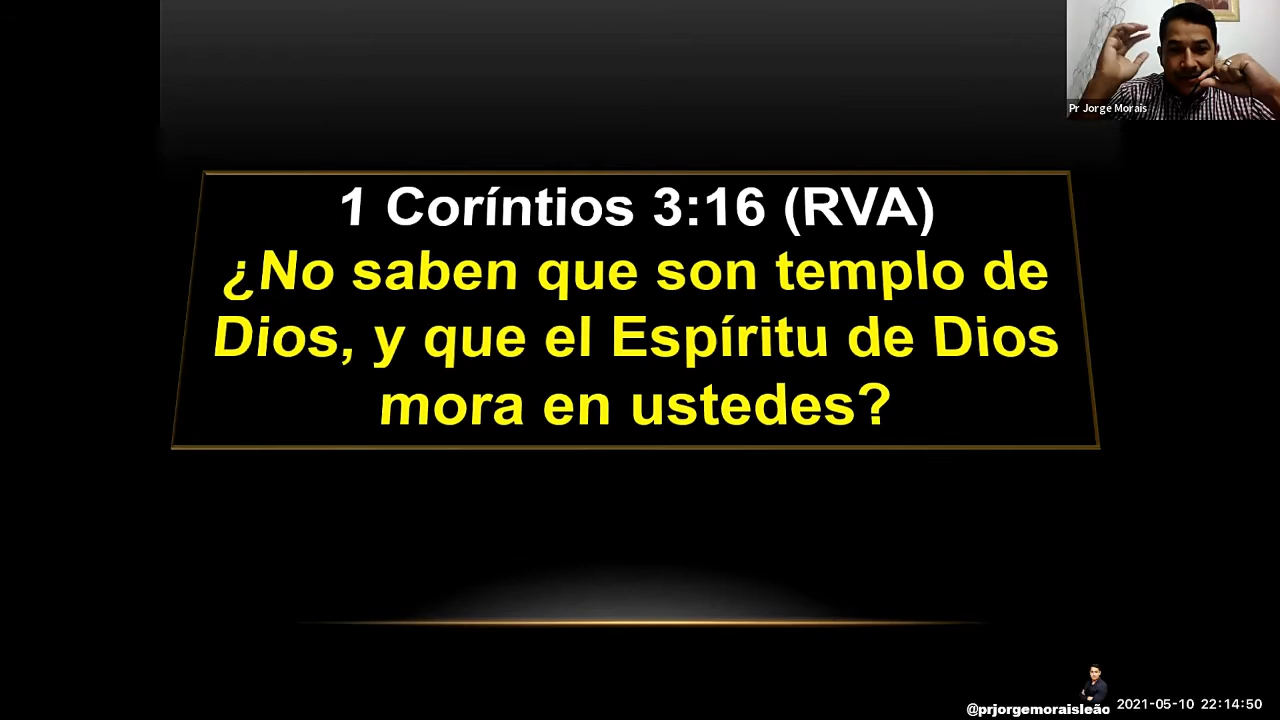 Pr Jorge Morais
1 Coríntios 3:16 (RVA)
¿No saben que son templo de
Dios, y que el Espíritu de Dios
mora en ustedes?
@prjorgemoraisleão
2021-05-10 22:14:50